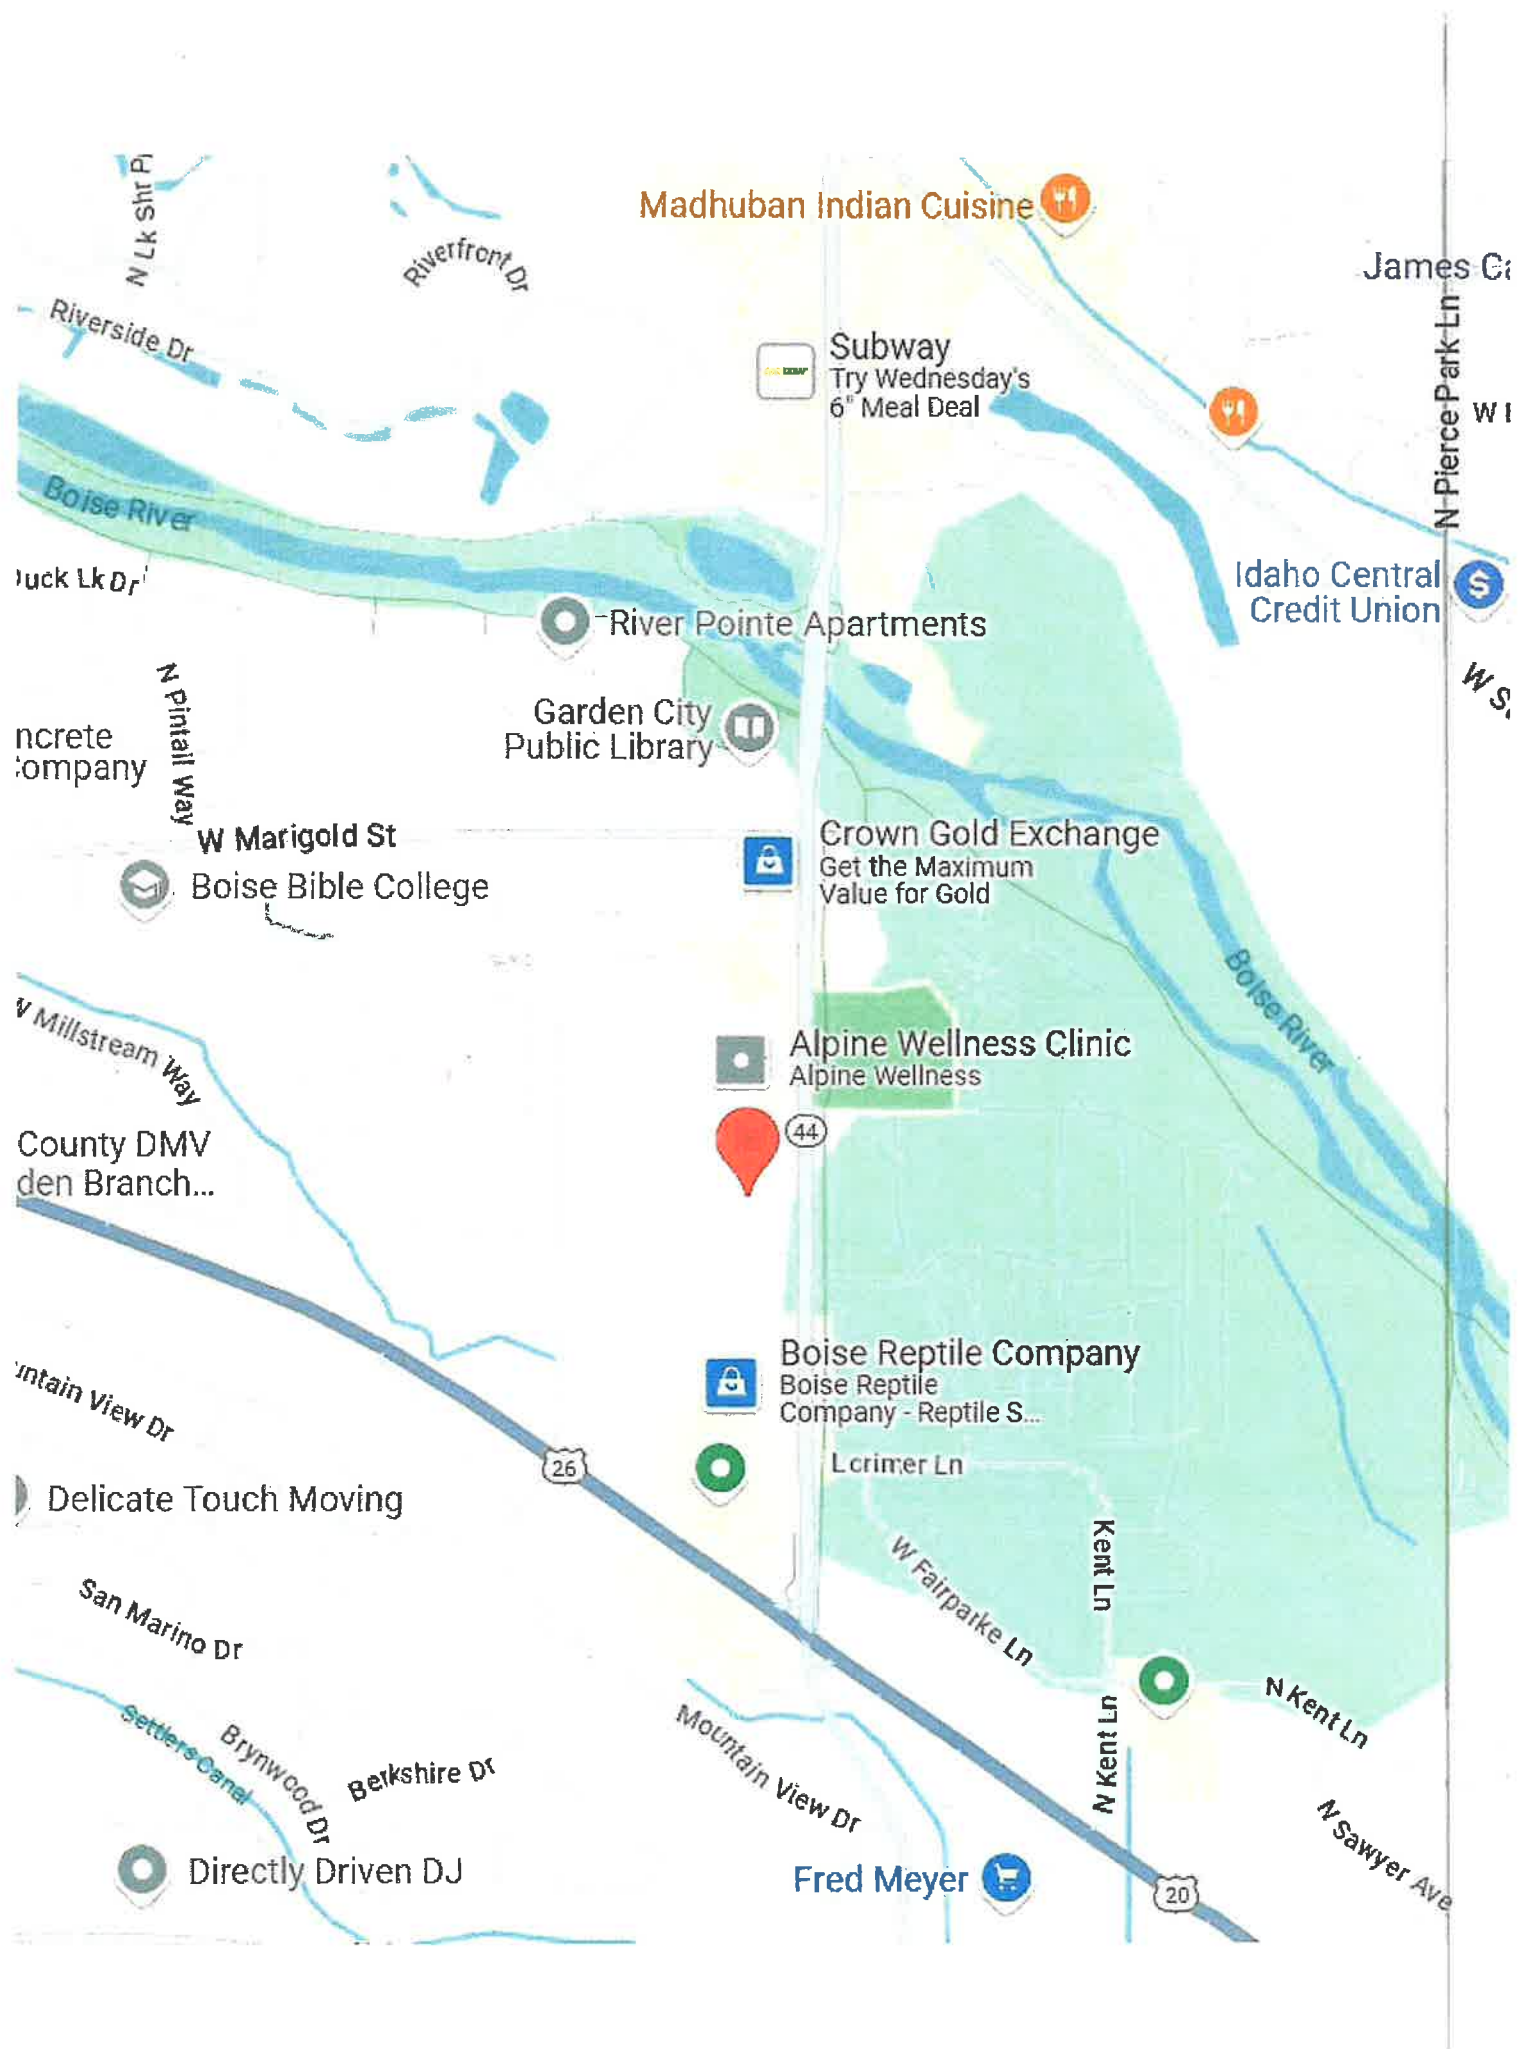 N Lk Shr Pl
Madhuban Indian Cuisine
Riverfront Dr
James Ca
Riverside Dr
Subway
Try Wednesday's
6" Meal Deal
N Pierce Park Ln
W
Boise River
Idaho Central
Credit Union
uck Lk Dr
River Pointe Apartments
W S
N Pintail Way
Garden City
Public Library
ncrete
ompany
W Marigold St
Crown Gold Exchange
Get the Maximum
Value for Gold
Boise Bible College
Boise River
W Millstream Way
Alpine Wellness Clinic
Alpine Wellness
44
County DMV
den Branch...
Boise Reptile Company
Boise Reptile
Company - Reptile S...
untain View Dr
26
Lorimer Ln
Delicate Touch Moving
Kent Ln
W Fairparke Ln
San Marino Dr
N Kent Ln
N Kent Ln
Settlers Canal
Brynwood Dr
Berkshire Dr
Mountain View Dr
N Sawyer Ave
Directly Driven DJ
Fred Meyer
20